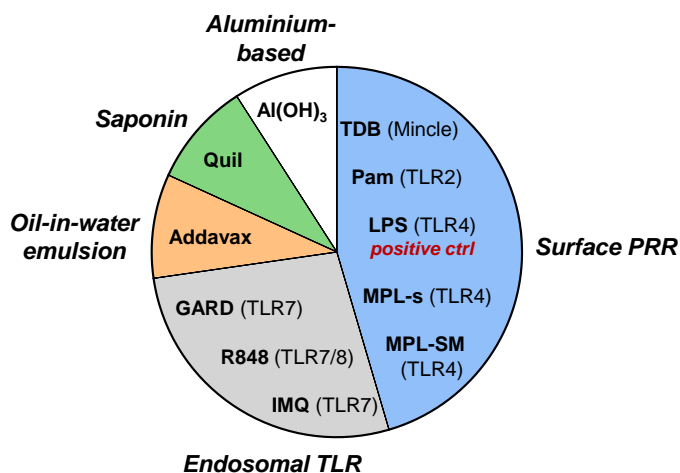 Aluminium-
based
Al(OH)₃
Saponin
Quil
Oil-in-water
emulsion
Addavax
TDB (Mincle)
Pam (TLR2)
LPS (TLR4)
positive ctrl
MPL-s (TLR4)
MPL-SM
(TLR4)
Surface PRR
GARD (TLR7)
R848 (TLR7/8)
IMQ (TLR7)
Endosomal TLR